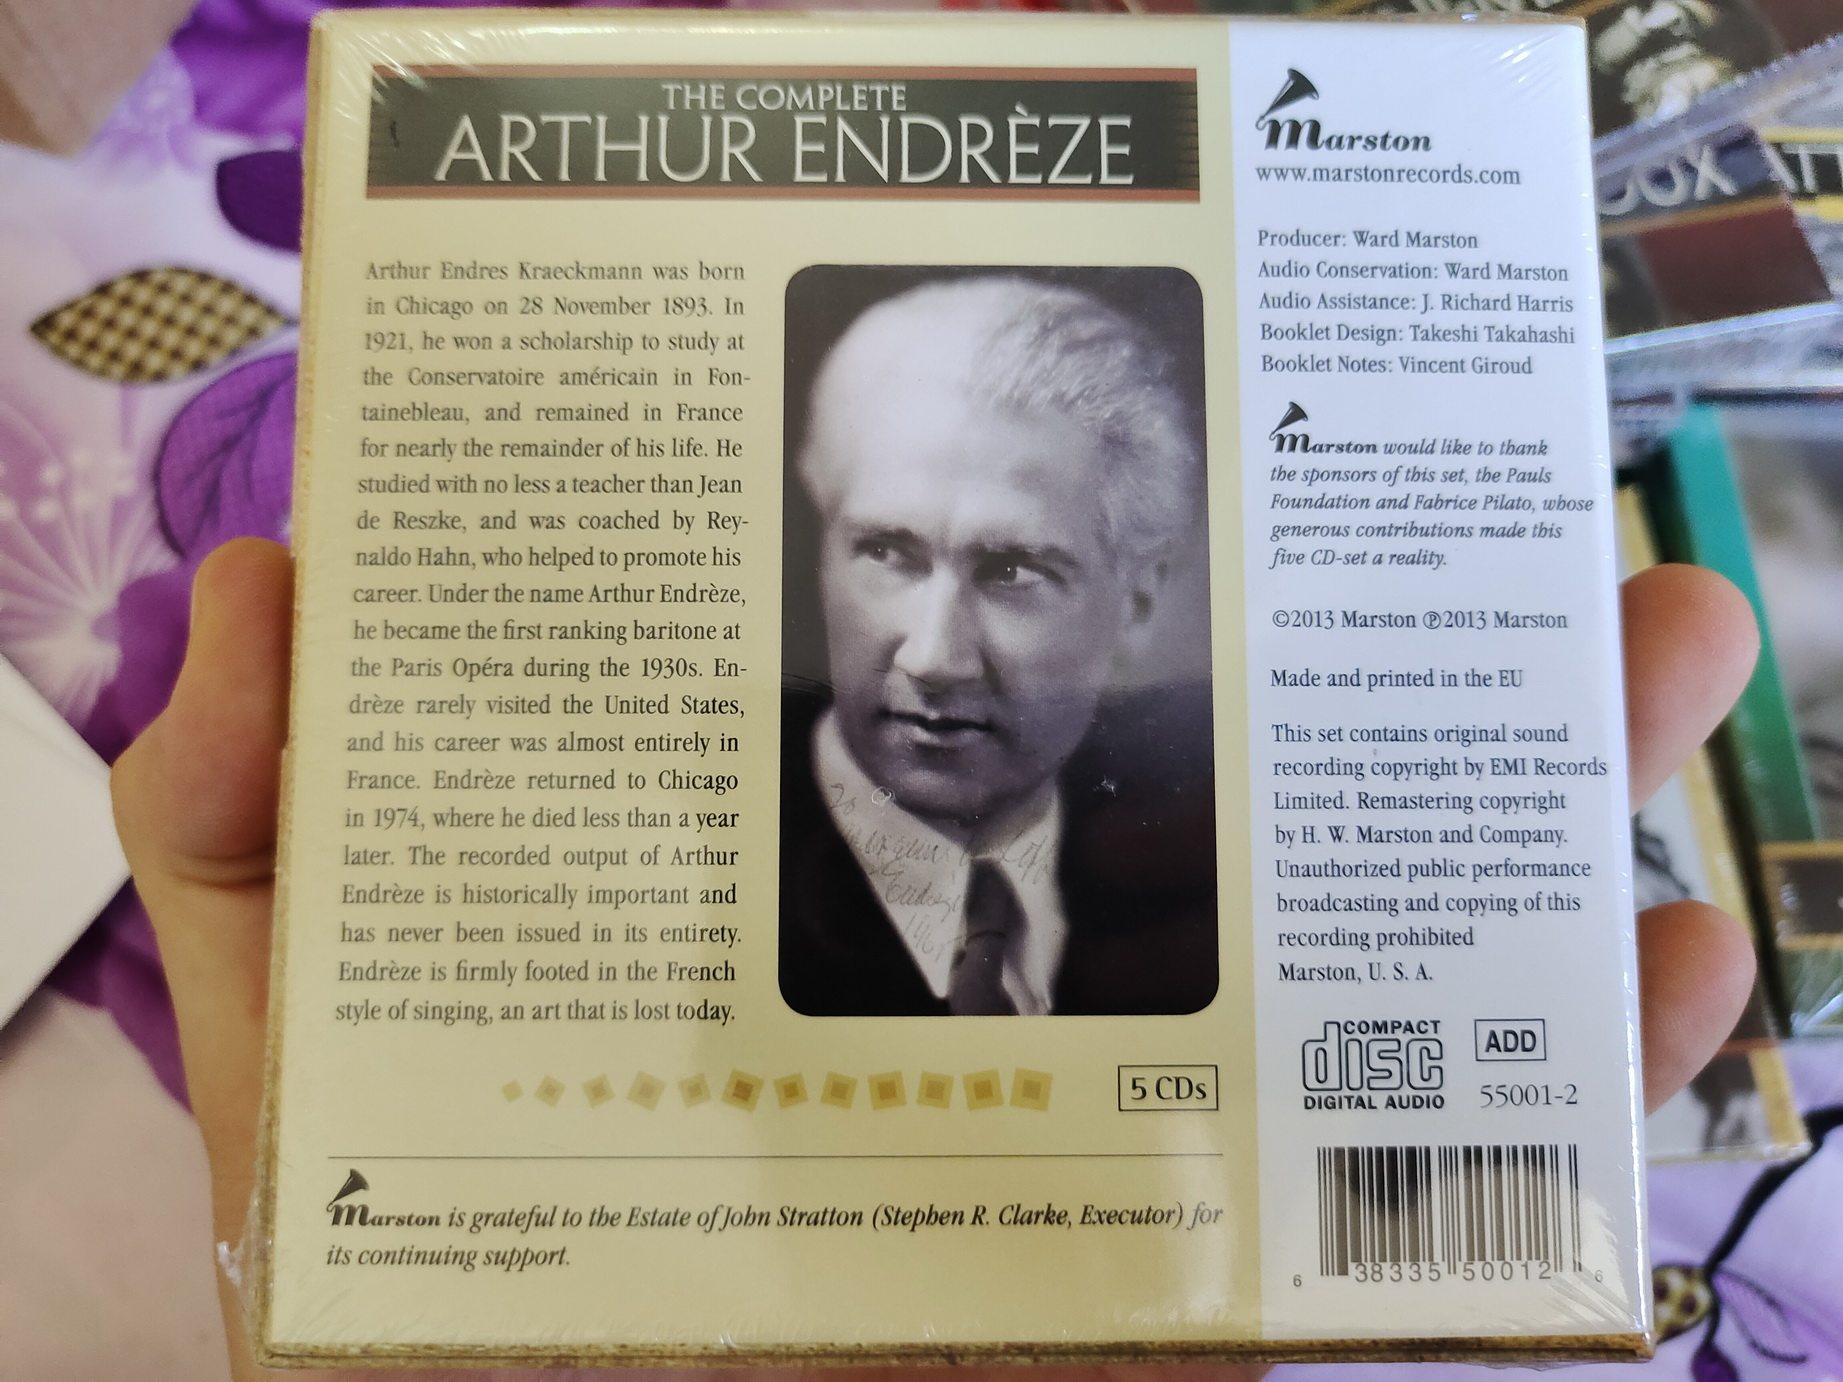 THE COMPLETE
ARTHUR ENDRÈZE
Arthur Endres Kraeckmann was born
in Chicago on 28 November 1893. In
1921, he won a scholarship to study at
the Conservatoire américain in Fon-
tainebleau, and remained in France
for nearly the remainder of his life. He
studied with no less a teacher than Jean
de Reszke, and was coached by Rey-
naldo Hahn, who helped to promote his
career. Under the name Arthur Endrèze,
he became the first ranking baritone at
the Paris Opéra during the 1930s. En-
drèze rarely visited the United States,
and his career was almost entirely in
France. Endrèze returned to Chicago
in 1974, where he died less than a year
later. The recorded output of Arthur
Endrèze is historically important and
has never been issued in its entirety.
Endrèze is firmly footed in the French
style of singing, an art that is lost today.
5 CDs
Marston is grateful to the Estate of John Stratton (Stephen R. Clarke, Executor) for
its continuing support.
Marston
www.marstonrecords.com
Producer: Ward Marston
Audio Conservation: Ward Marston
Audio Assistance: J. Richard Harris
Booklet Design: Takeshi Takahashi
Booklet Notes: Vincent Giroud
Marston would like to thank
the sponsors of this set, the Pauls
Foundation and Fabrice Pilato, whose
generous contributions made this
five CD-set a reality.
©2013 Marston ℗2013 Marston
Made and printed in the EU
This set contains original sound
recording copyright by EMI Records
Limited. Remastering copyright
by H. W. Marston and Company.
Unauthorized public performance
broadcasting and copying of this
recording prohibited
Marston, U. S. A.
COMPACT
disc
DIGITAL AUDIO
ADD
55001-2
6 38335 50012 6